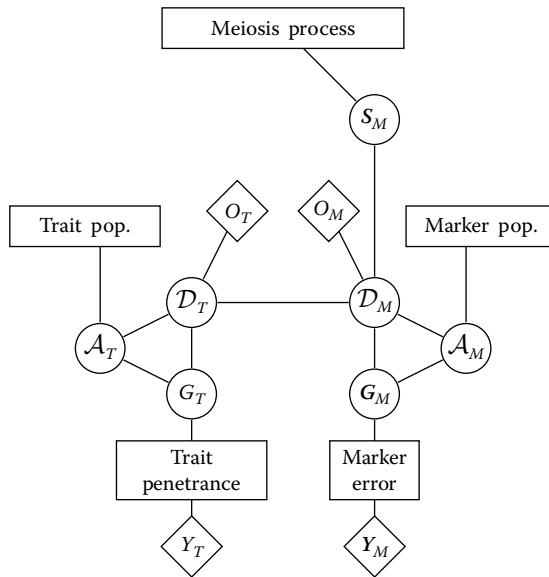 Meiosis process
S_M
O_T
O_M
Trait pop.
Marker pop.
𝒟_T
𝒟_M
𝒜_T
𝒜_M
G_T
G_M
Trait
penetrance
Marker
error
Y_T
Y_M